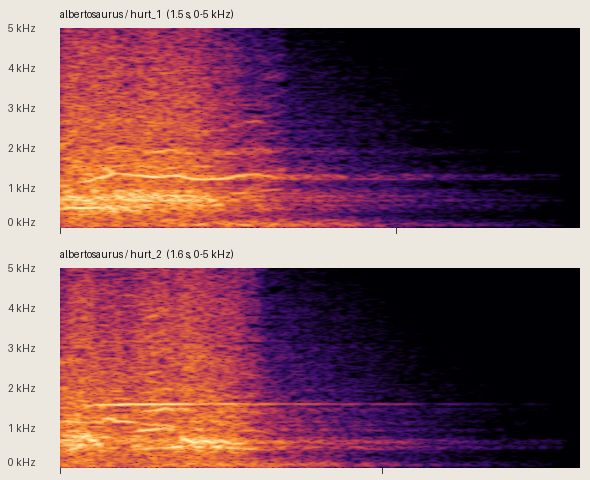 albertosaurus / hurt_1 (1.5 s, 0-5 kHz)
5 kHz
4 kHz
3 kHz
2 kHz
1 kHz
0 kHz
albertosaurus / hurt_2 (1.6 s, 0-5 kHz)
5 kHz
4 kHz
3 kHz
2 kHz
1 kHz
0 kHz